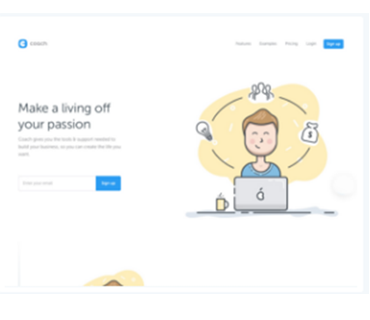 coach
Features Examples Pricing Login Sign up
Make a living off
your passion
Coach gives you the tools & support needed to
build your business, so you can create the life you
want.
Enter your email Sign up